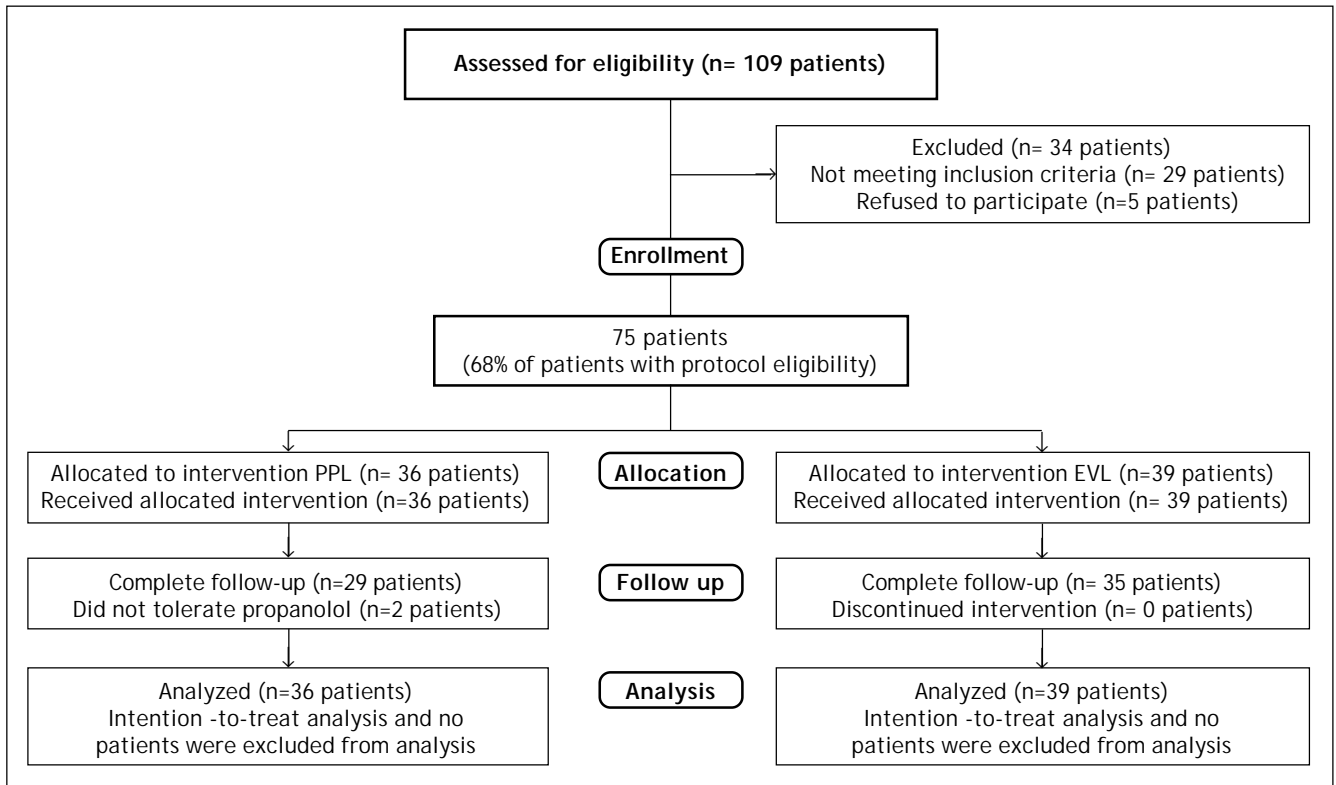 Assessed for eligibility (n= 109 patients)
Excluded (n= 34 patients)
Not meeting inclusion criteria (n= 29 patients)
Refused to participate (n=5 patients)
Enrollment
75 patients
(68% of patients with protocol eligibility)
Allocated to intervention PPL (n= 36 patients)
Received allocated intervention (n=36 patients)
Allocation
Allocated to intervention EVL (n=39 patients)
Received allocated intervention (n= 39 patients)
Complete follow-up (n=29 patients)
Did not tolerate propanolol (n=2 patients)
Follow up
Complete follow-up (n= 35 patients)
Discontinued intervention (n= 0 patients)
Analyzed (n=36 patients)
Intention -to-treat analysis and no
patients were excluded from analysis
Analysis
Analyzed (n=39 patients)
Intention -to-treat analysis and no
patients were excluded from analysis